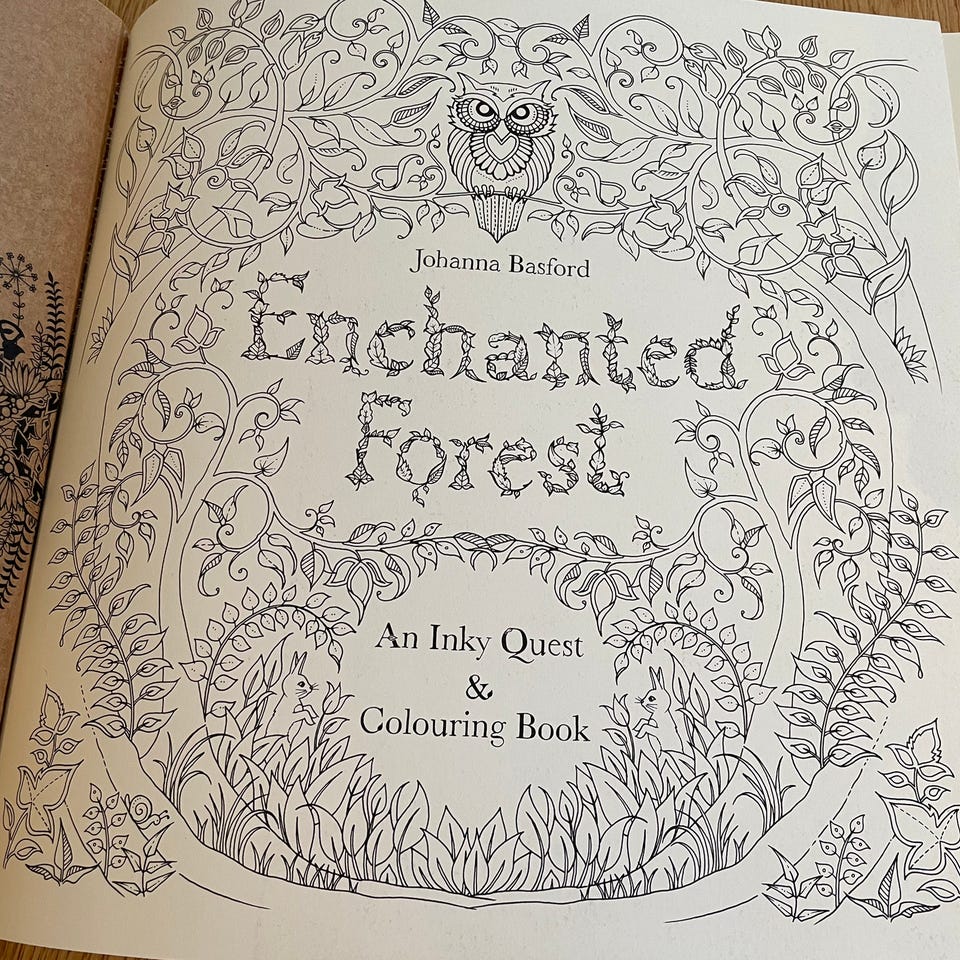 Johanna Basford
Enchanted
Forest
An Inky Quest
&
Colouring Book